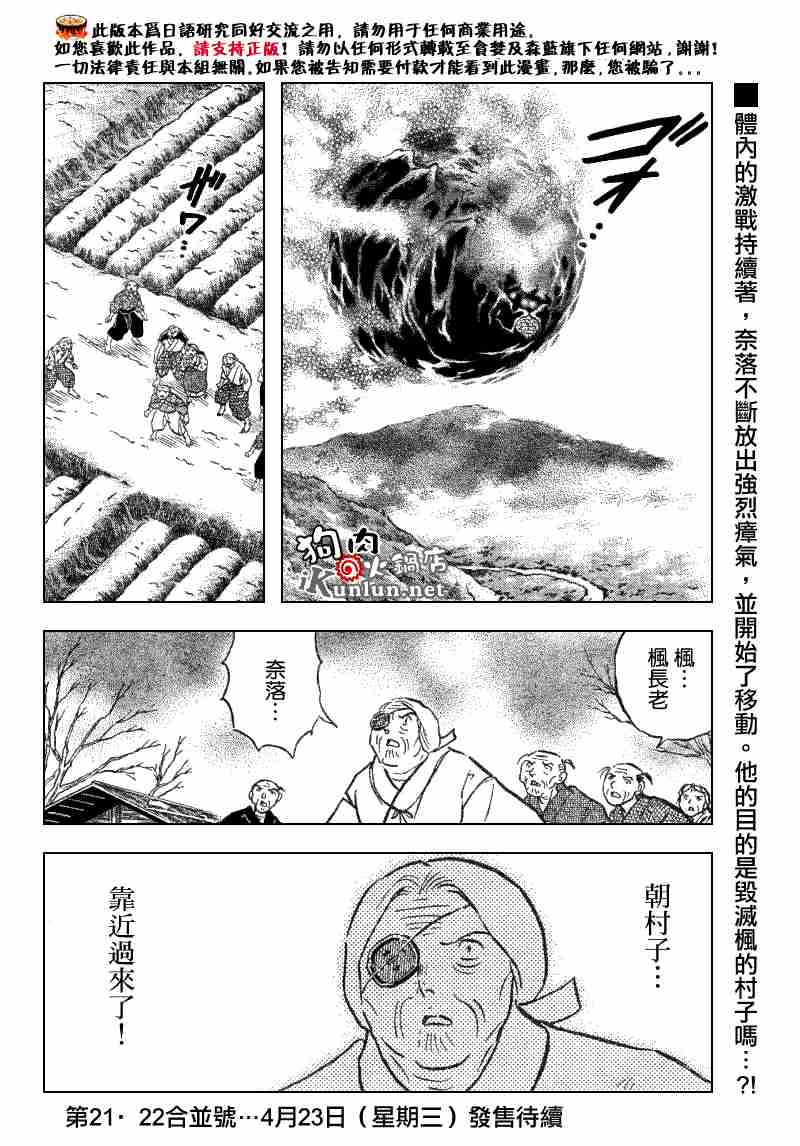 此版本爲日語研究同好交流之用，請勿用于任何商業用途。
如您喜歡此作品，請支持正版！請勿以任何形式轉載至貪婪及森藍旗下任何網站，謝謝！
一切法律責任與本組無關。如果您被告知需要付款才能看到此漫畫，那麽，您被騙了...
■體內的激戰持續著，奈落不斷放出強烈瘴氣，並開始了移動。他的目的是毀滅楓的村子嗎…?!
ゴゴ…
ザワ…
狗肉火鍋店
iKunlun.net
楓…
楓長老
奈落…
朝村子…
靠近過來了！
第21·22合並號…4月23日（星期三）發售待續